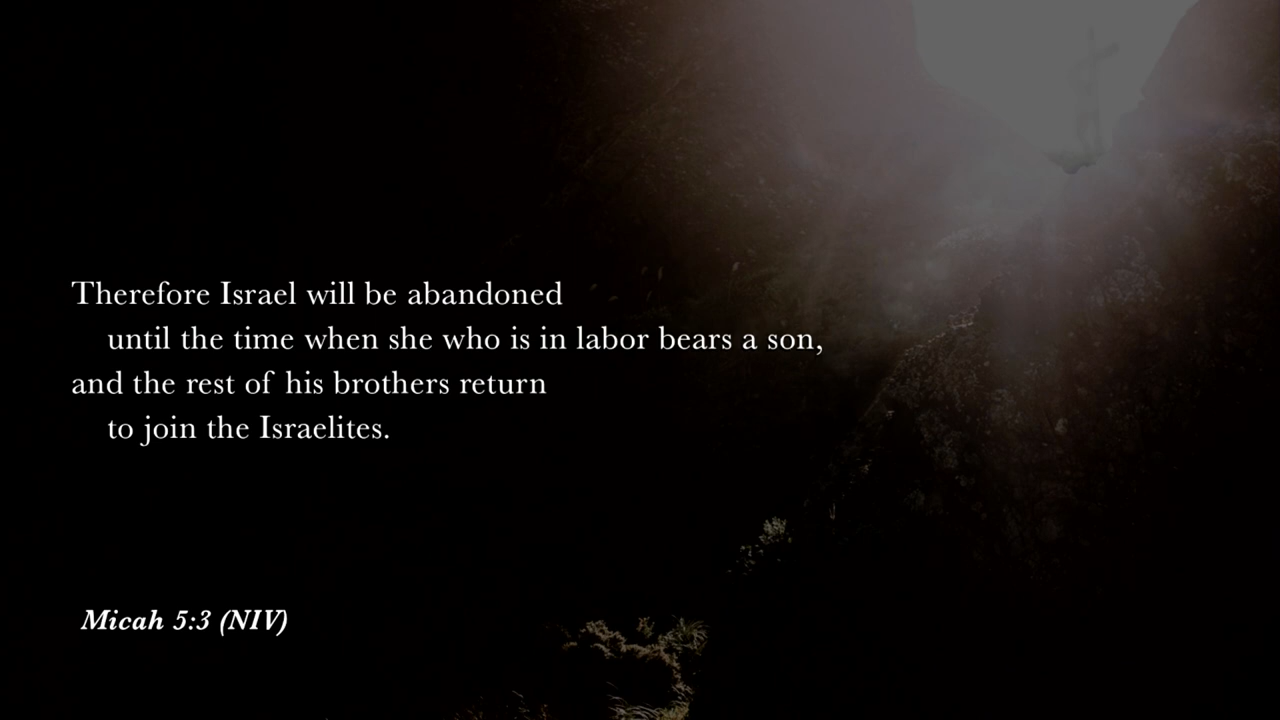 Therefore Israel will be abandoned
until the time when she who is in labor bears a son,
and the rest of his brothers return
to join the Israelites.
Micah 5:3 (NIV)